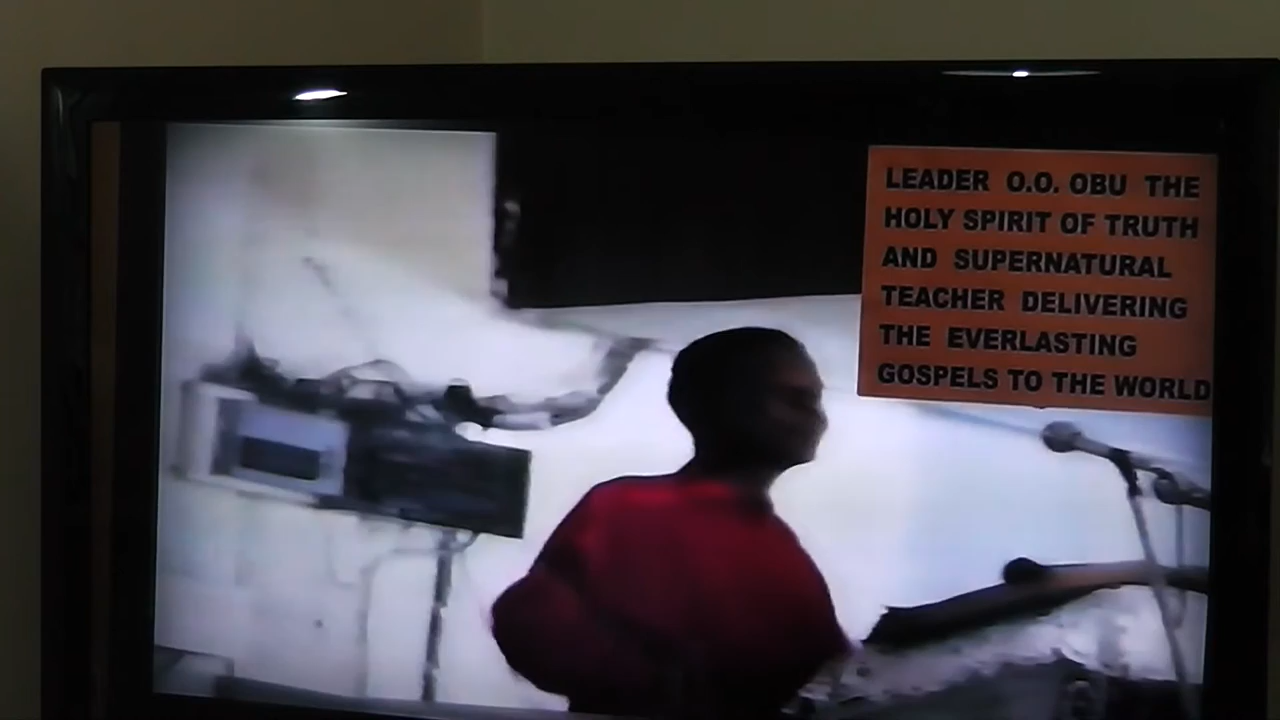 LEADER O.O. OBU THE
HOLY SPIRIT OF TRUTH
AND SUPERNATURAL
TEACHER DELIVERING
THE EVERLASTING
GOSPELS TO THE WORLD